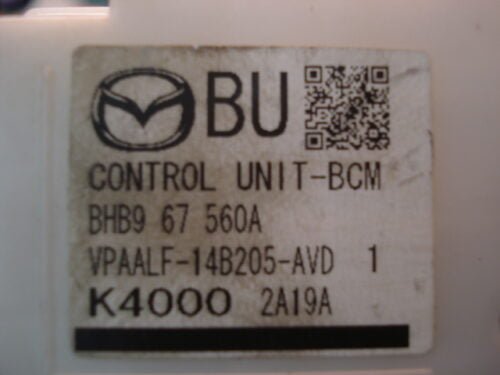 BU
CONTROL UNIT-BCM
BHB9 67 560A
VPAALF-14B205-AVD 1
K4000 2A19A